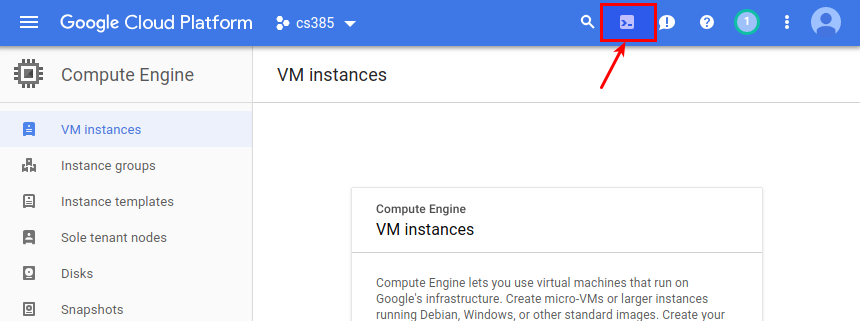 Google Cloud Platform
cs385
1
Compute Engine
VM instances
VM instances
Instance groups
Instance templates
Sole tenant nodes
Disks
Snapshots
Compute Engine
VM instances
Compute Engine lets you use virtual machines that run on
Google's infrastructure. Create micro-VMs or larger instances
running Debian, Windows, or other standard images. Create your